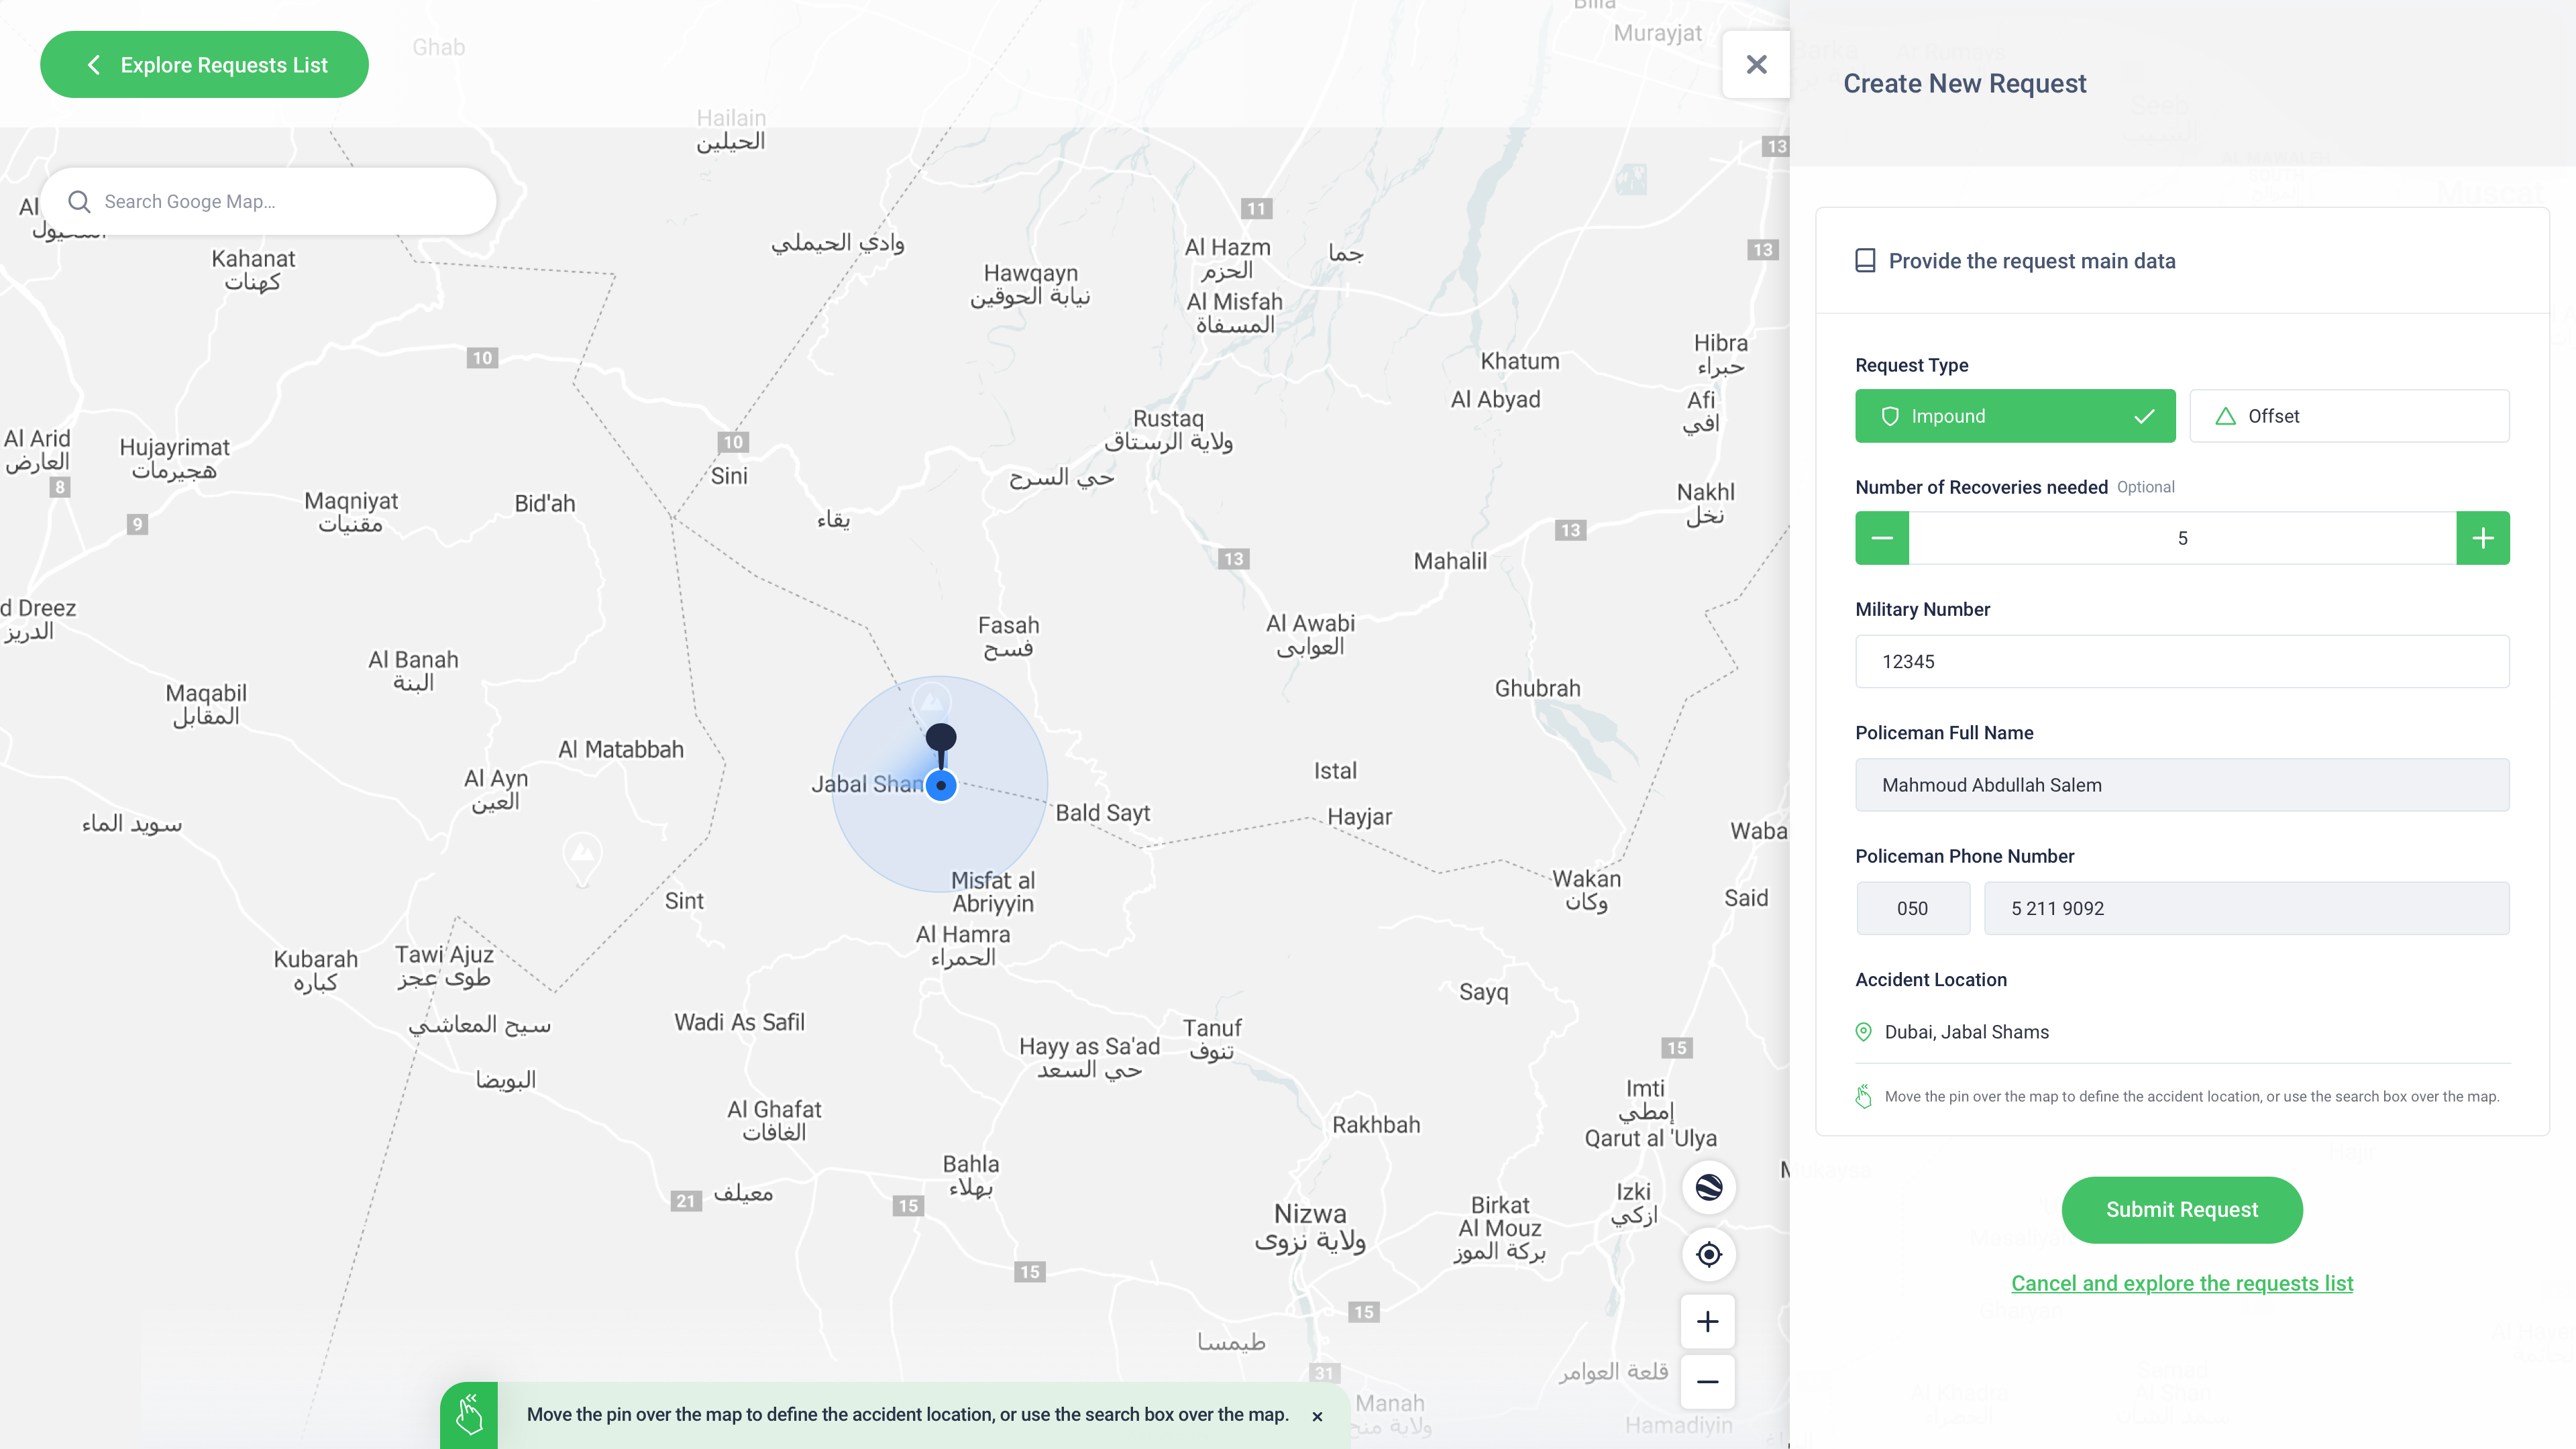 Explore Requests List
Ghab
Murayjat
Create New Request
Hailain
الحيلين
13
Search Googe Map...
Al
11
وادي الحيملي
Al Hazm
الحزم
جما
13
Kahanat
كهنات
Hawqayn
نيابة الحوقين
Al Misfah
المسفاة
Provide the request main data
10
Khatum
Hibra
حبراء
Request Type
Impound
Offset
Al Abyad
Afi
افي
Al Arid
العارض
Hujayrimat
هجيرمات
10
Sini
Rustaq
ولاية الرستاق
حي السرح
8
Maqniyat
مقنيات
Bid'ah
9
يقاء
Nakhl
نخل
Number of Recoveries needed Optional
5
13
13
Mahalil
d Dreez
الدريز
Fasah
فسح
Al Awabi
العوابى
Military Number
12345
Al Banah
البنة
Maqabil
المقابل
Ghubrah
Al Matabbah
Policeman Full Name
Mahmoud Abdullah Salem
Al Ayn
العين
Jabal Sham
Istal
سويد الماء
Bald Sayt
Hayjar
Waba
Policeman Phone Number
050
5 211 9092
Sint
Misfat al
Abriyyin
Wakan
وكان
Said
Al Hamra
الحمراء
Kubarah
كباره
Tawi Ajuz
طوى عجز
Accident Location
Dubai, Jabal Shams
Sayq
سيح المعاشي
Wadi As Safil
Hayy as Sa'ad
حي السعد
Tanuf
تنوف
15
البويضا
Imti
إمطي
Move the pin over the map to define the accident location, or use the search box over the map.
Al Ghafat
الغافات
Rakhbah
Qarut al 'Ulya
Bahla
بهلاء
21
معيلف
15
Nizwa
ولاية نزوى
Birkat
Al Mouz
بركة الموز
Izki
ازكي
Submit Request
15
Cancel and explore the requests list
15
طيمسا
31
قلعة العوامر
Move the pin over the map to define the accident location, or use the search box over the map.
Manah
ولاية منح
Hamadiyin